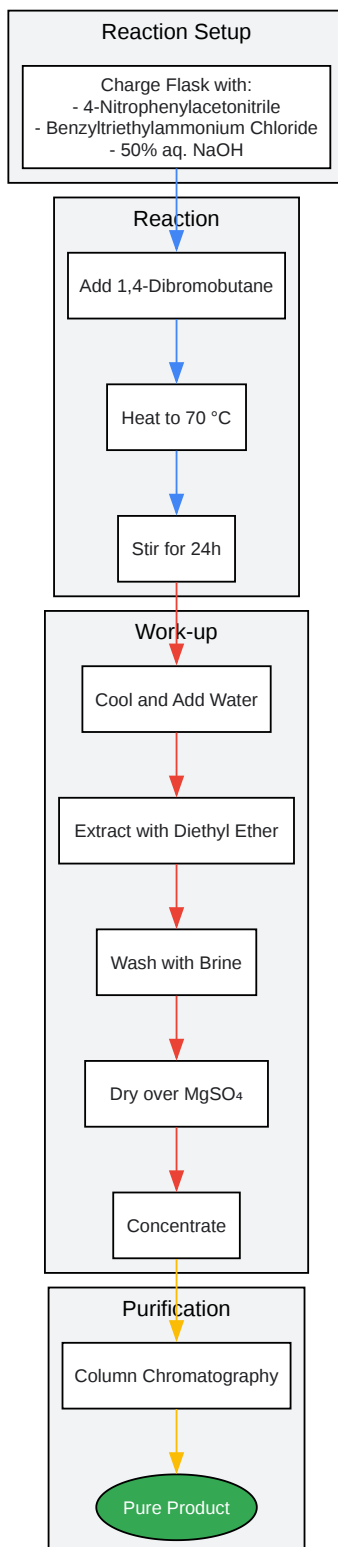 Reaction Setup
Charge Flask with:
- 4-Nitrophenylacetonitrile
- Benzyltriethylammonium Chloride
- 50% aq. NaOH
Reaction
Add 1,4-Dibromobutane
Heat to 70 °C
Stir for 24h
Work-up
Cool and Add Water
Extract with Diethyl Ether
Wash with Brine
Dry over MgSO₄
Concentrate
Purification
Column Chromatography
Pure Product